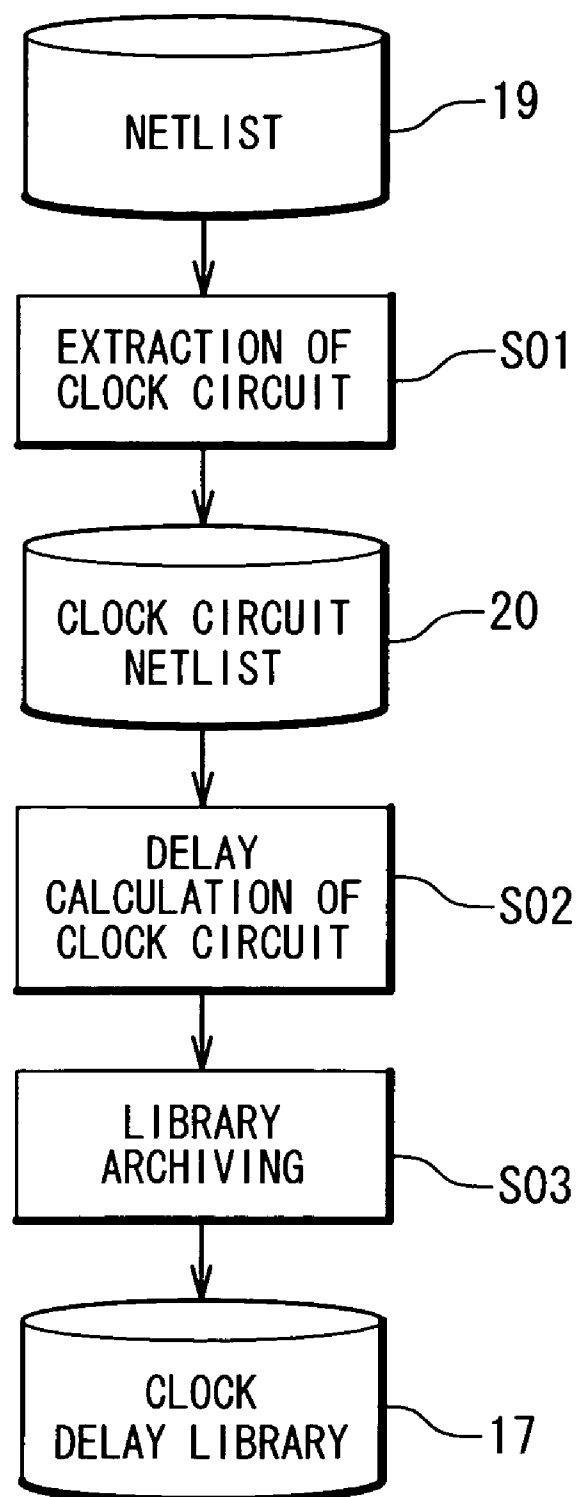 NETLIST
19
EXTRACTION OF
CLOCK CIRCUIT
S01
CLOCK CIRCUIT
NETLIST
20
DELAY
CALCULATION OF
CLOCK CIRCUIT
S02
LIBRARY
ARCHIVING
S03
CLOCK
DELAY LIBRARY
17